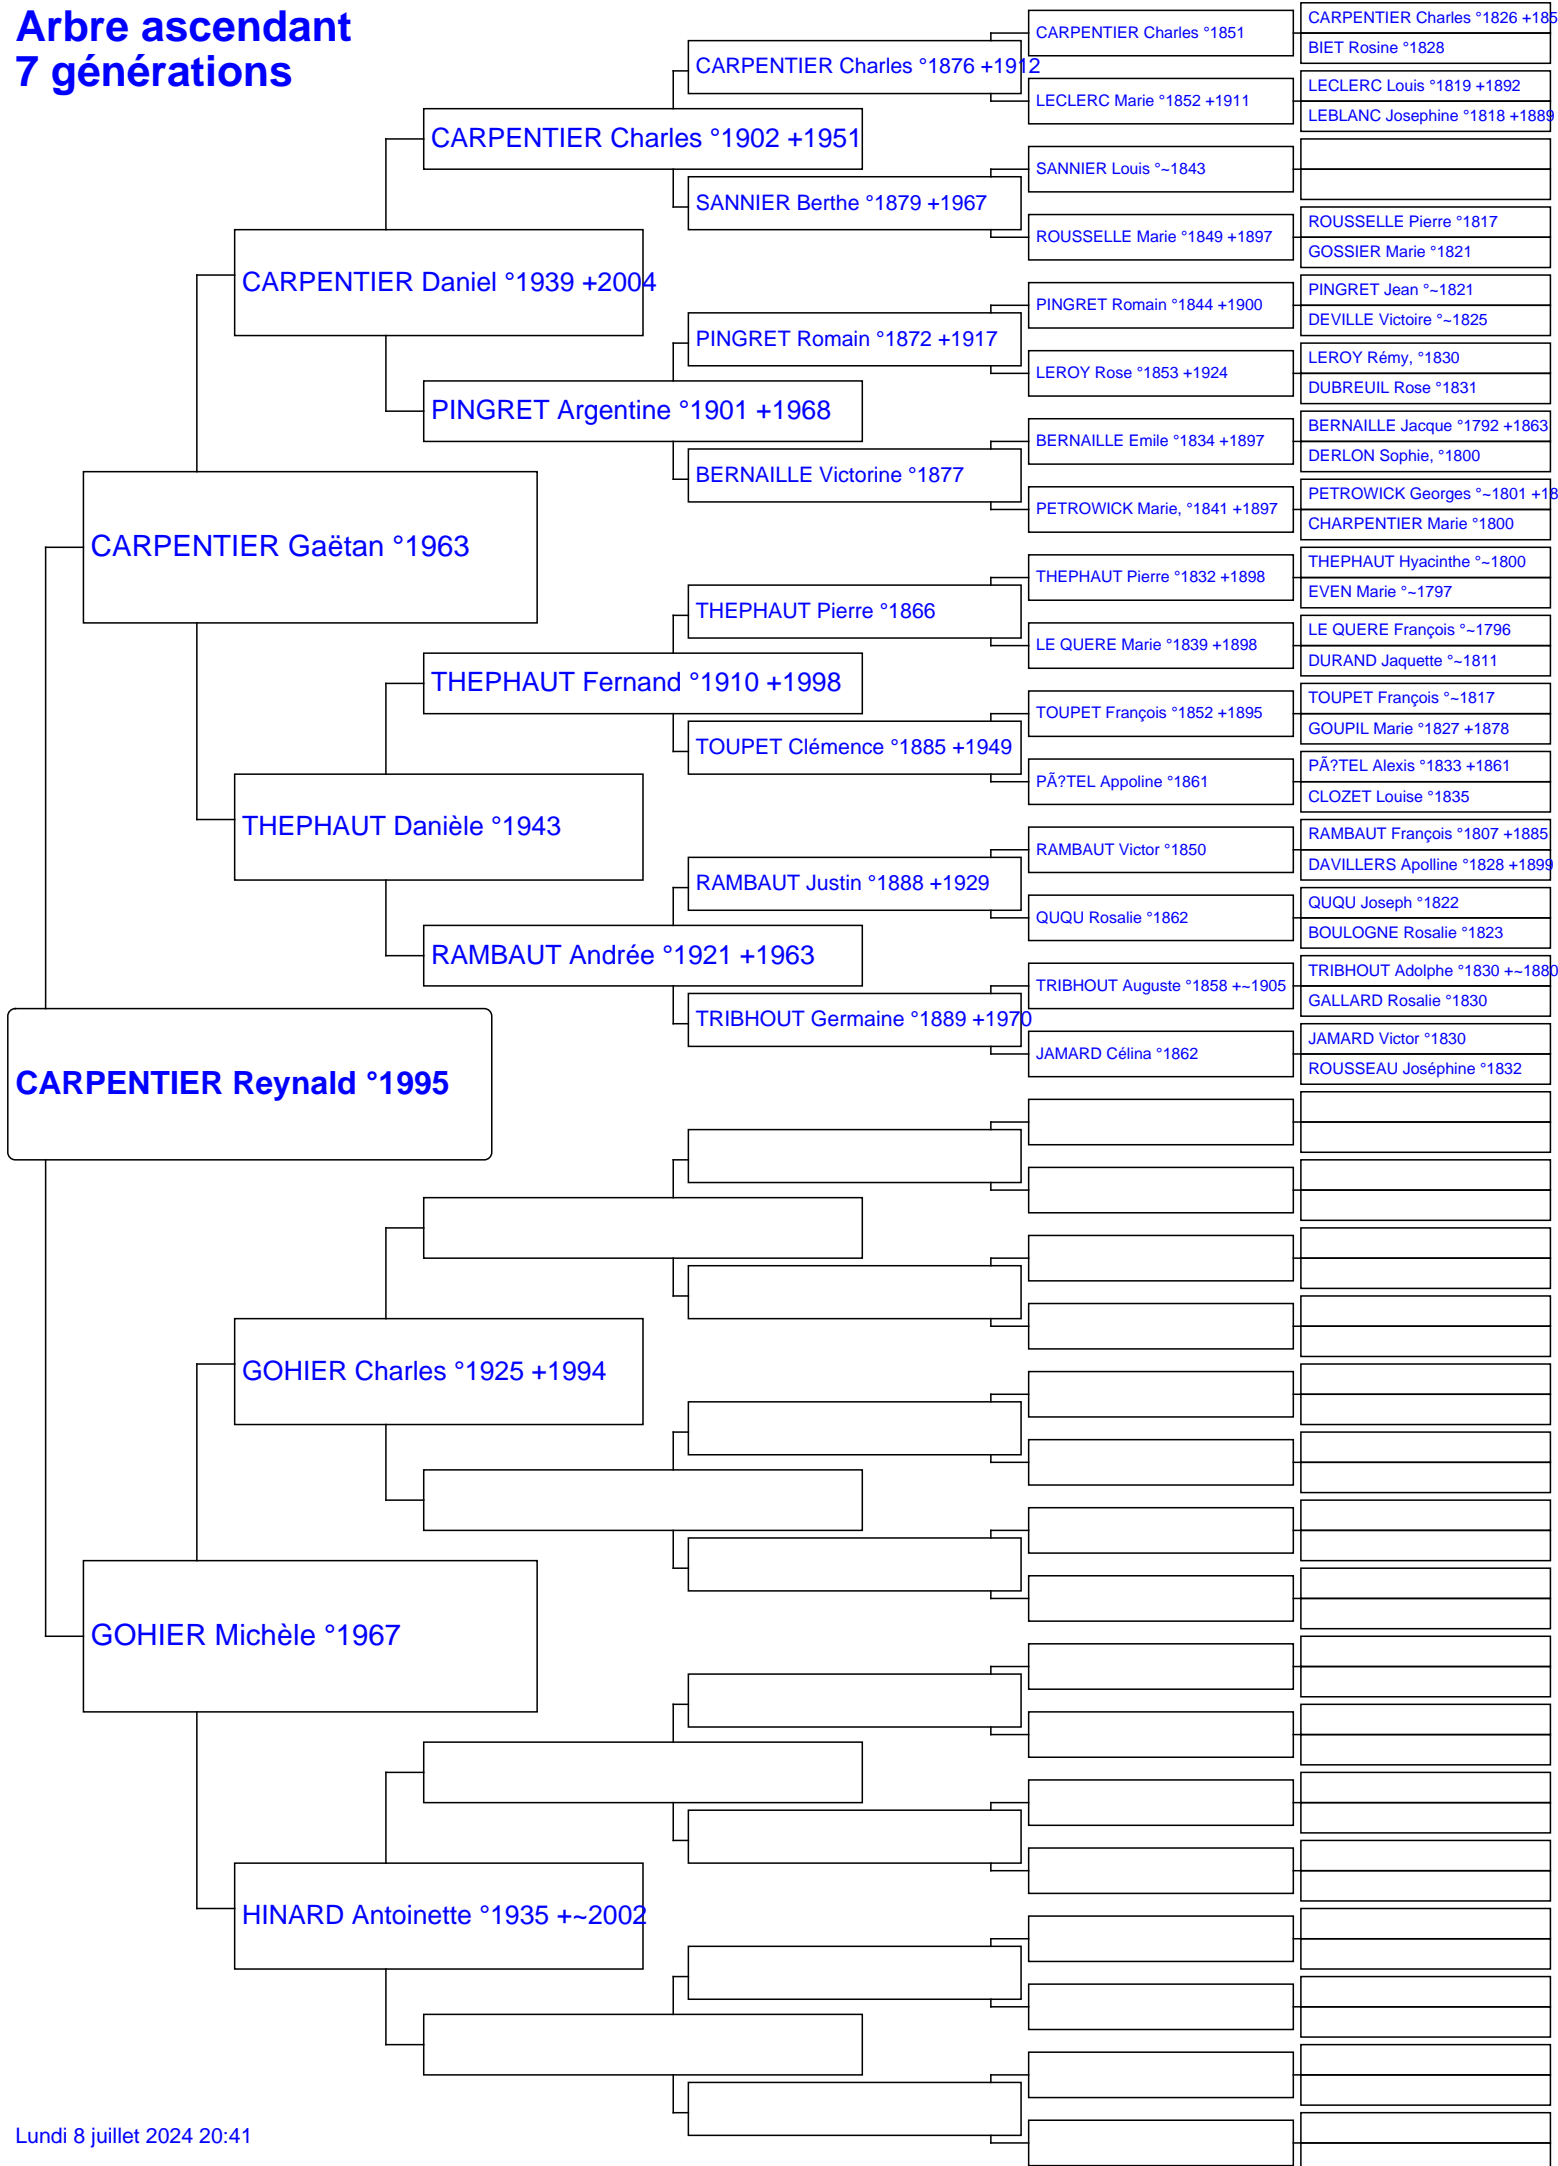 Arbre ascendant
7 générations
CARPENTIER Reynald °1995
CARPENTIER Gaëtan °1963
GOHIER Michèle °1967
CARPENTIER Daniel °1939 +2004
THEPHAUT Danièle °1943
GOHIER Charles °1925 +1994
HINARD Antoinette °1935 +~2002
CARPENTIER Charles °1902 +1951
PINGRET Argentine °1901 +1968
THEPHAUT Fernand °1910 +1998
RAMBAUT Andrée °1921 +1963
CARPENTIER Charles °1876 +1912
SANNIER Berthe °1879 +1967
PINGRET Romain °1872 +1917
BERNAILLE Victorine °1877
THEPHAUT Pierre °1866
TOUPET Clémence °1885 +1949
RAMBAUT Justin °1888 +1929
TRIBHOUT Germaine °1889 +1970
CARPENTIER Charles °1851
LECLERC Marie °1852 +1911
SANNIER Louis °~1843
ROUSSELLE Marie °1849 +1897
PINGRET Romain °1844 +1900
LEROY Rose °1853 +1924
BERNAILLE Emile °1834 +1897
PETROWICK Marie, °1841 +1897
THEPHAUT Pierre °1832 +1898
LE QUERE Marie °1839 +1898
TOUPET François °1852 +1895
PÃ?TEL Appoline °1861
RAMBAUT Victor °1850
QUQU Rosalie °1862
TRIBHOUT Auguste °1858 +~1905
JAMARD Célina °1862
CARPENTIER Charles °1826 +185
BIET Rosine °1828
LECLERC Louis °1819 +1892
LEBLANC Josephine °1818 +1889
ROUSSELLE Pierre °1817
GOSSIER Marie °1821
PINGRET Jean °~1821
DEVILLE Victoire °~1825
LEROY Rémy, °1830
DUBREUIL Rose °1831
BERNAILLE Jacque °1792 +1863
DERLON Sophie, °1800
PETROWICK Georges °~1801 +18
CHARPENTIER Marie °1800
THEPHAUT Hyacinthe °~1800
EVEN Marie °~1797
LE QUERE François °~1796
DURAND Jaquette °~1811
TOUPET François °~1817
GOUPIL Marie °1827 +1878
PÃ?TEL Alexis °1833 +1861
CLOZET Louise °1835
RAMBAUT François °1807 +1885
DAVILLERS Apolline °1828 +1899
QUQU Joseph °1822
BOULOGNE Rosalie °1823
TRIBHOUT Adolphe °1830 +~1880
GALLARD Rosalie °1830
JAMARD Victor °1830
ROUSSEAU Joséphine °1832
Lundi 8 juillet 2024 20:41